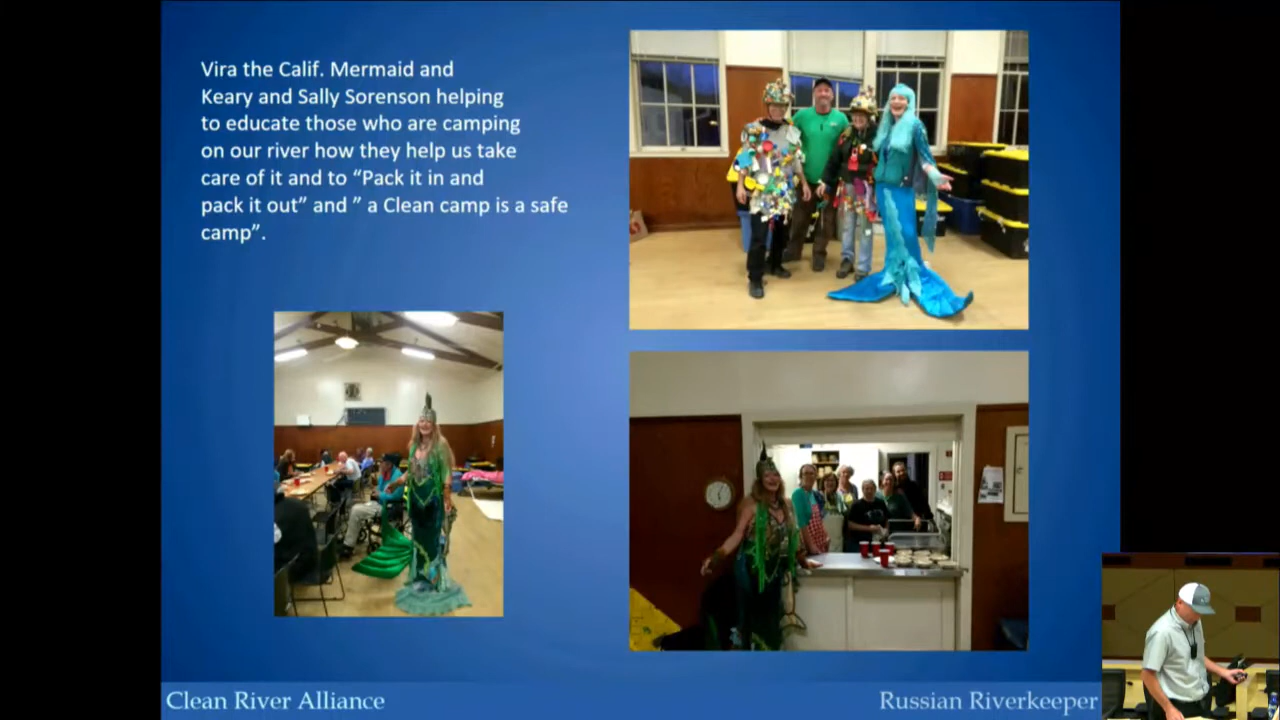 Vira the Calif. Mermaid and
Keary and Sally Sorenson helping
to educate those who are camping
on our river how they help us take
care of it and to “Pack it in and
pack it out” and ” a Clean camp is a safe
camp”.
Clean River Alliance
Russian Riverkeeper